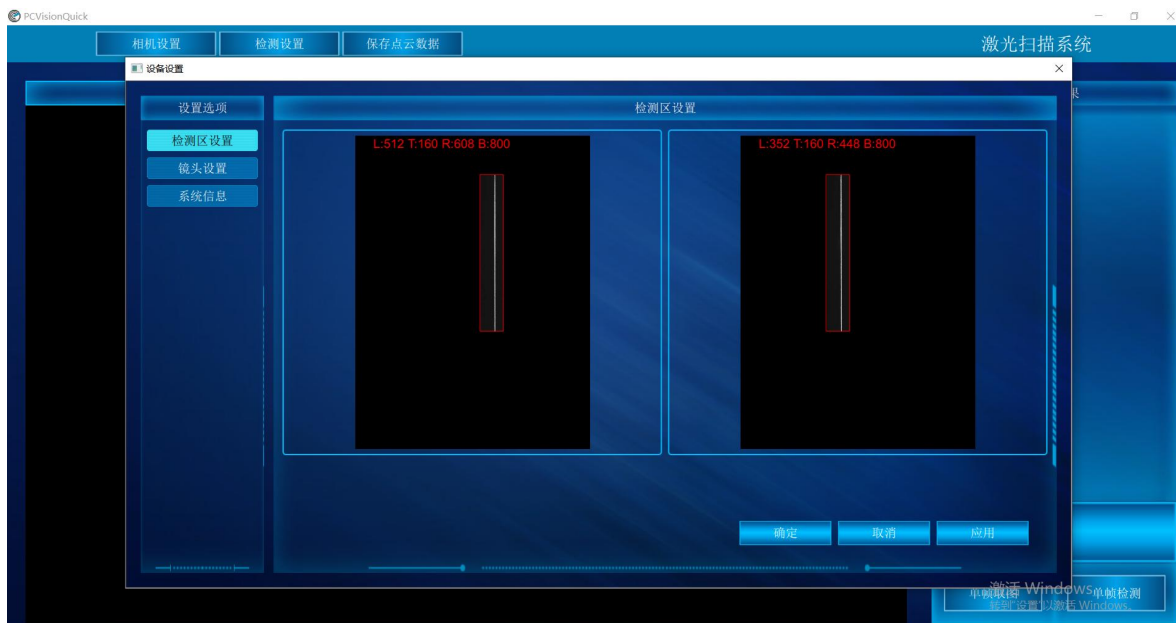 PCVisionQuick
相机设置 检测设置 保存点云数据 激光扫描系统
设备设置
果
设置选项 检测区设置
检测区设置
镜头设置
系统信息
L:512 T:160 R:608 B:800
L:352 T:160 R:448 B:800
确定 取消 应用
激活 Windows
转到"设置"以激活 Windows。
单帧取图 单帧检测